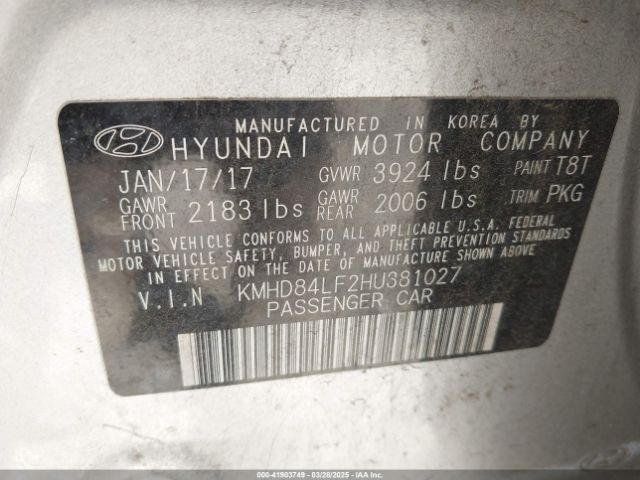 MANUFACTURED IN KOREA BY
HYUNDAI MOTOR COMPANY
JAN/17/17 GVWR 3924 lbs PAINT T8T
GAWR FRONT 2183 lbs GAWR REAR 2006 lbs TRIM PKG
THIS VEHICLE CONFORMS TO ALL APPLICABLE U.S.A. FEDERAL
MOTOR VEHICLE SAFETY, BUMPER, AND THEFT PREVENTION STANDARDS
IN EFFECT ON THE DATE OF MANUFACTURE SHOWN ABOVE.
V.I.N KMHD84LF2HU381027
PASSENGER CAR
000-41903749 - 03/28/2025 - IAAI COPART